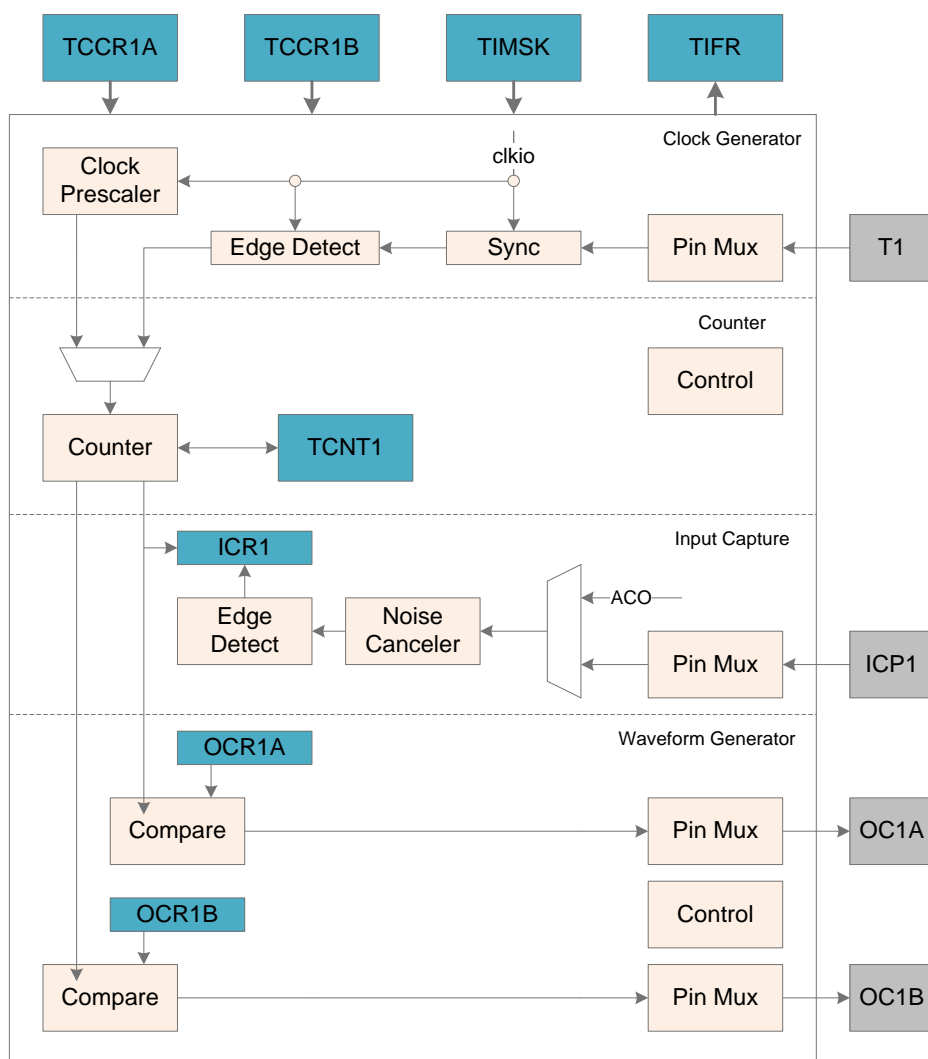 TCCR1A
TCCR1B
TIMSK
TIFR
Clock Generator
clkio
Clock
Prescaler
Edge Detect
Sync
Pin Mux
T1
Counter
Control
Counter
TCNT1
Input Capture
ICR1
ACO
Edge
Detect
Noise
Canceler
Pin Mux
ICP1
Waveform Generator
OCR1A
Compare
Pin Mux
OC1A
OCR1B
Control
Compare
Pin Mux
OC1B